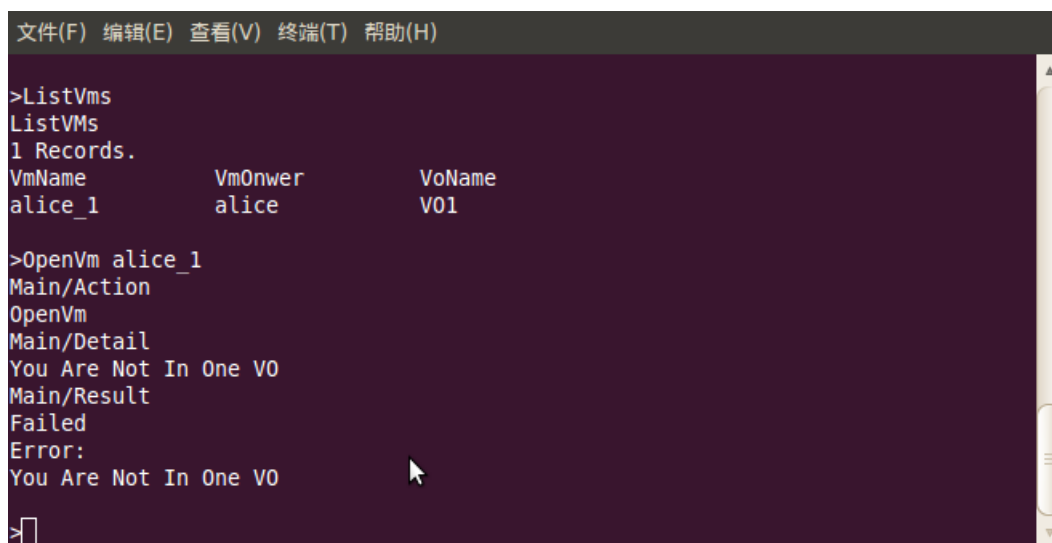 文件(F) 编辑(E) 查看(V) 终端(T) 帮助(H)
>ListVms
ListVMs
1 Records.
VmName VmOnwer VoName
alice_1 alice VO1
>OpenVm alice_1
Main/Action
OpenVm
Main/Detail
You Are Not In One VO
Main/Result
Failed
Error:
You Are Not In One VO
>